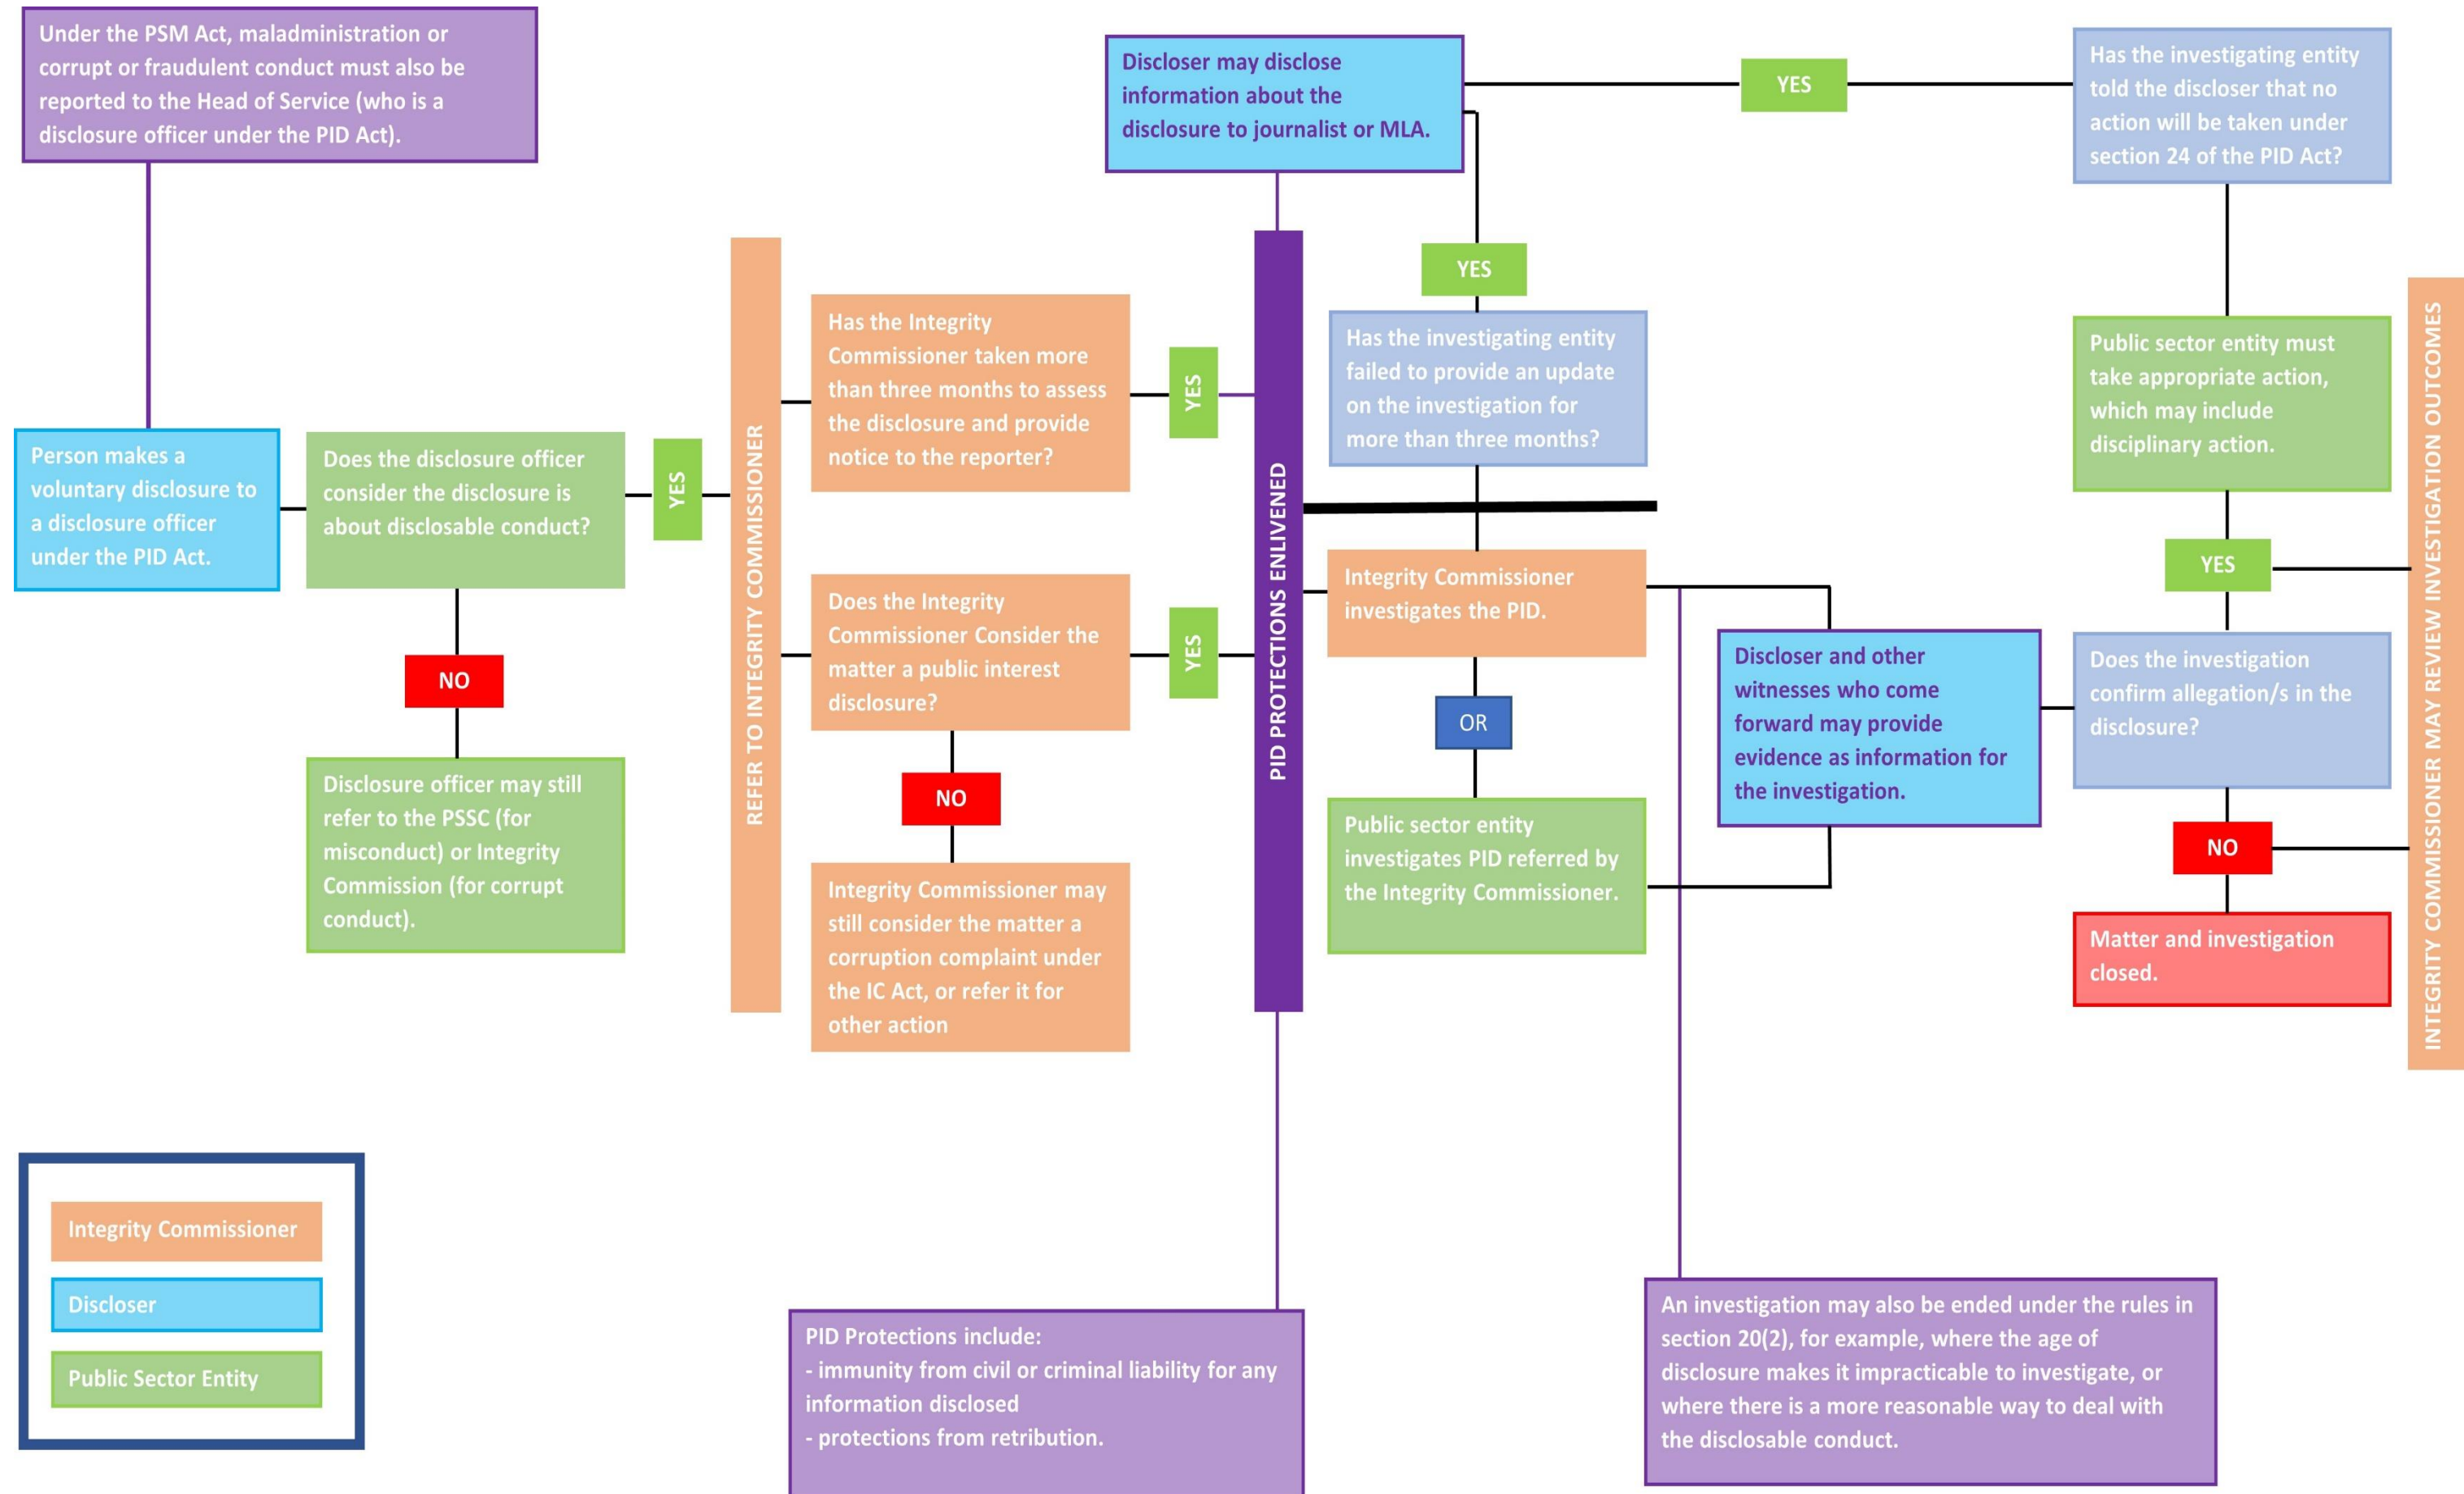 Under the PSM Act, maladministration or
corrupt or fraudulent conduct must also be
reported to the Head of Service (who is a
disclosure officer under the PID Act).
Person makes a
voluntary disclosure to
a disclosure officer
under the PID Act.
Does the disclosure officer
consider the disclosure is
about disclosable conduct?
YES
NO
Disclosure officer may still
refer to the PSSC (for
misconduct) or Integrity
Commission (for corrupt
conduct).
REFER TO INTEGRITY COMMISSIONER
Has the Integrity
Commissioner taken more
than three months to assess
the disclosure and provide
notice to the reporter?
YES
Does the Integrity
Commissioner Consider the
matter a public interest
disclosure?
YES
NO
Integrity Commissioner may
still consider the matter a
corruption complaint under
the IC Act, or refer it for
other action
PID PROTECTIONS ENLIVENED
Discloser may disclose
information about the
disclosure to journalist or MLA.
YES
YES
Has the investigating entity
failed to provide an update
on the investigation for
more than three months?
Integrity Commissioner
investigates the PID.
OR
Public sector entity
investigates PID referred by
the Integrity Commissioner.
Discloser and other
witnesses who come
forward may provide
evidence as information for
the investigation.
Has the investigating entity
told the discloser that no
action will be taken under
section 24 of the PID Act?
Public sector entity must
take appropriate action,
which may include
disciplinary action.
YES
Does the investigation
confirm allegation/s in the
disclosure?
NO
Matter and investigation
closed.
INTEGRITY COMMISSIONER MAY REVIEW INVESTIGATION OUTCOMES
Integrity Commissioner
Discloser
Public Sector Entity
PID Protections include:
- immunity from civil or criminal liability for any
information disclosed
- protections from retribution.
An investigation may also be ended under the rules in
section 20(2), for example, where the age of
disclosure makes it impracticable to investigate, or
where there is a more reasonable way to deal with
the disclosable conduct.